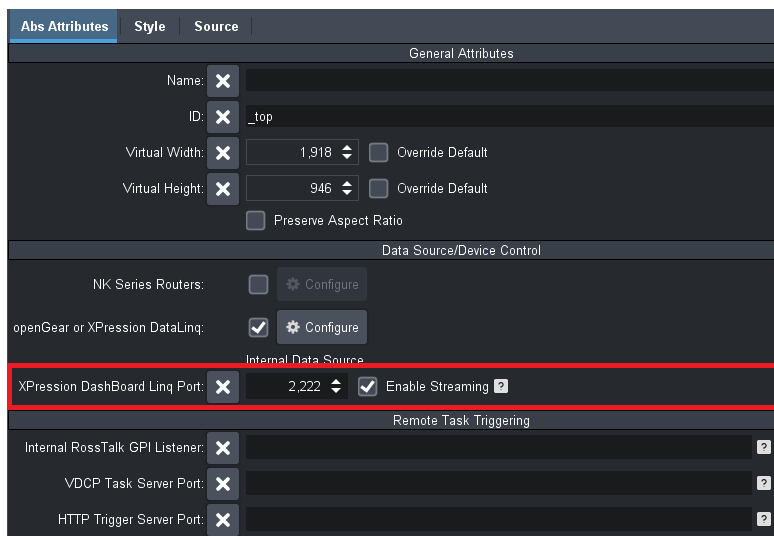 Abs Attributes Style Source
General Attributes
Name:
ID: _top
Virtual Width: 1,918 Override Default
Virtual Height: 946 Override Default
Preserve Aspect Ratio
Data Source/Device Control
NK Series Routers: Configure
openGear or XPression DataLinq: Configure
Internal Data Source
XPression DashBoard Linq Port: 2,222 Enable Streaming ?
Remote Task Triggering
Internal RossTalk GPI Listener: ?
VDCP Task Server Port: ?
HTTP Trigger Server Port: ?